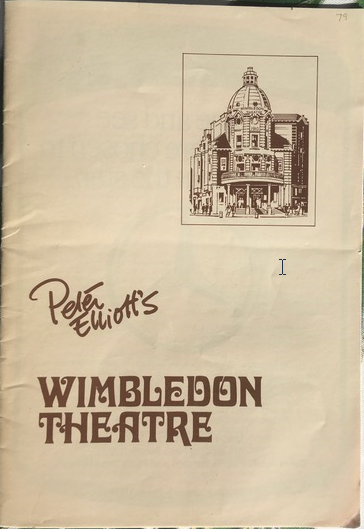 79
Peter
Elliott's
WIMBLEDON
THEATRE